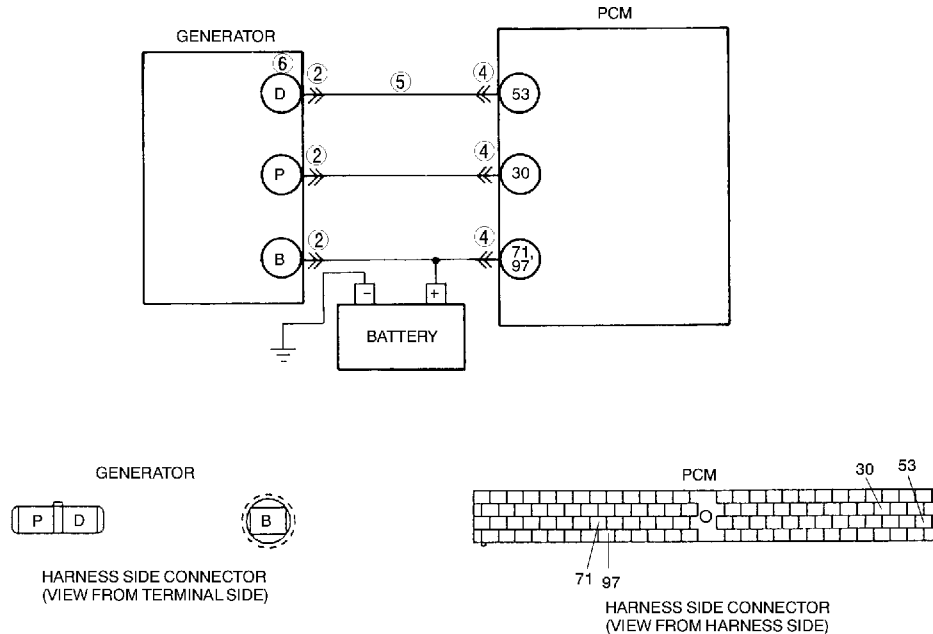 PCM
GENERATOR
6
2
5
4
D
53
2
4
P
30
2
4
B
71,
97
−
+
BATTERY
GENERATOR
PCM
30
53
P
D
B
71
97
HARNESS SIDE CONNECTOR
(VIEW FROM TERMINAL SIDE)
HARNESS SIDE CONNECTOR
(VIEW FROM HARNESS SIDE)